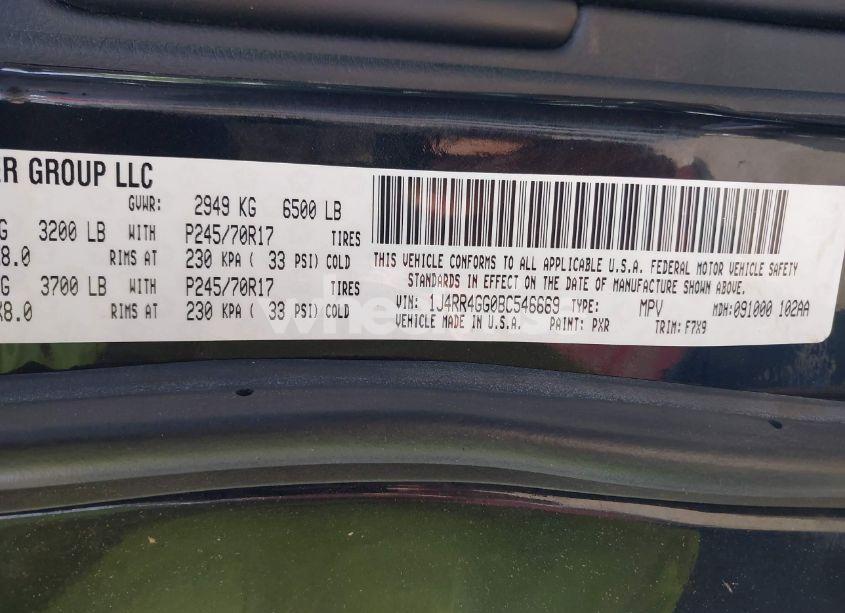 ER GROUP LLC
GVWR: 2949 KG 6500 LB
G 3200 LB WITH P245/70R17 TIRES
8.0 RIMS AT 230 KPA ( 33 PSI) COLD
G 3700 LB WITH P245/70R17 TIRES
X8.0 RIMS AT 230 KPA ( 33 PSI) COLD
THIS VEHICLE CONFORMS TO ALL APPLICABLE U.S.A. FEDERAL MOTOR VEHICLE SAFETY
STANDARDS IN EFFECT ON THE DATE OF MANUFACTURE SHOWN ABOVE.
VIN: 1J4RR4GG0BC546669 TYPE: MPV MDH:091000 102AA
VEHICLE MADE IN U.S.A. PAINT: PXR TRIM: F7X9